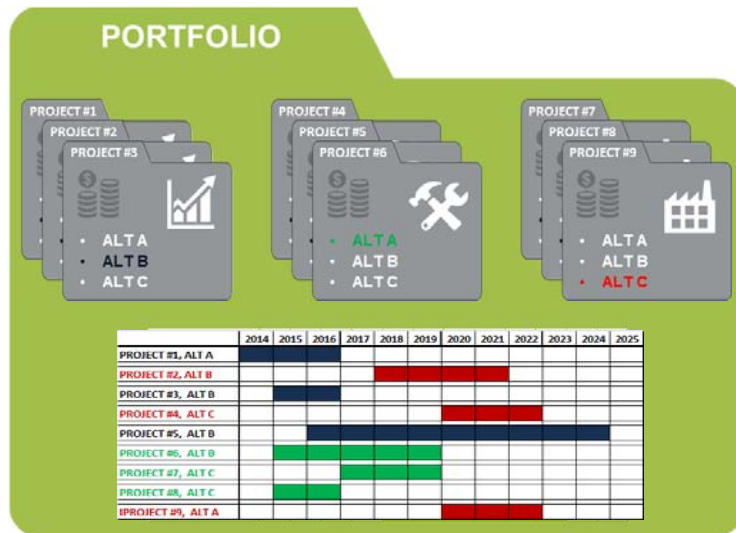 PORTFOLIO
PROJECT #1
PROJECT #2
PROJECT #3
$
• ALT A
• ALT B
• ALT C
PROJECT #4
PROJECT #5
PROJECT #6
$
• ALT A
• ALT B
• ALT C
PROJECT #7
PROJECT #8
PROJECT #9
$
• ALT A
• ALT B
• ALT C
2014 2015 2016 2017 2018 2019 2020 2021 2022 2023 2024 2025
PROJECT #1, ALT A
PROJECT #2, ALT B
PROJECT #3, ALT B
PROJECT #4, ALT C
PROJECT #5, ALT B
PROJECT #6, ALT B
PROJECT #7, ALT C
PROJECT #8, ALT C
IPROJECT #9, ALT A